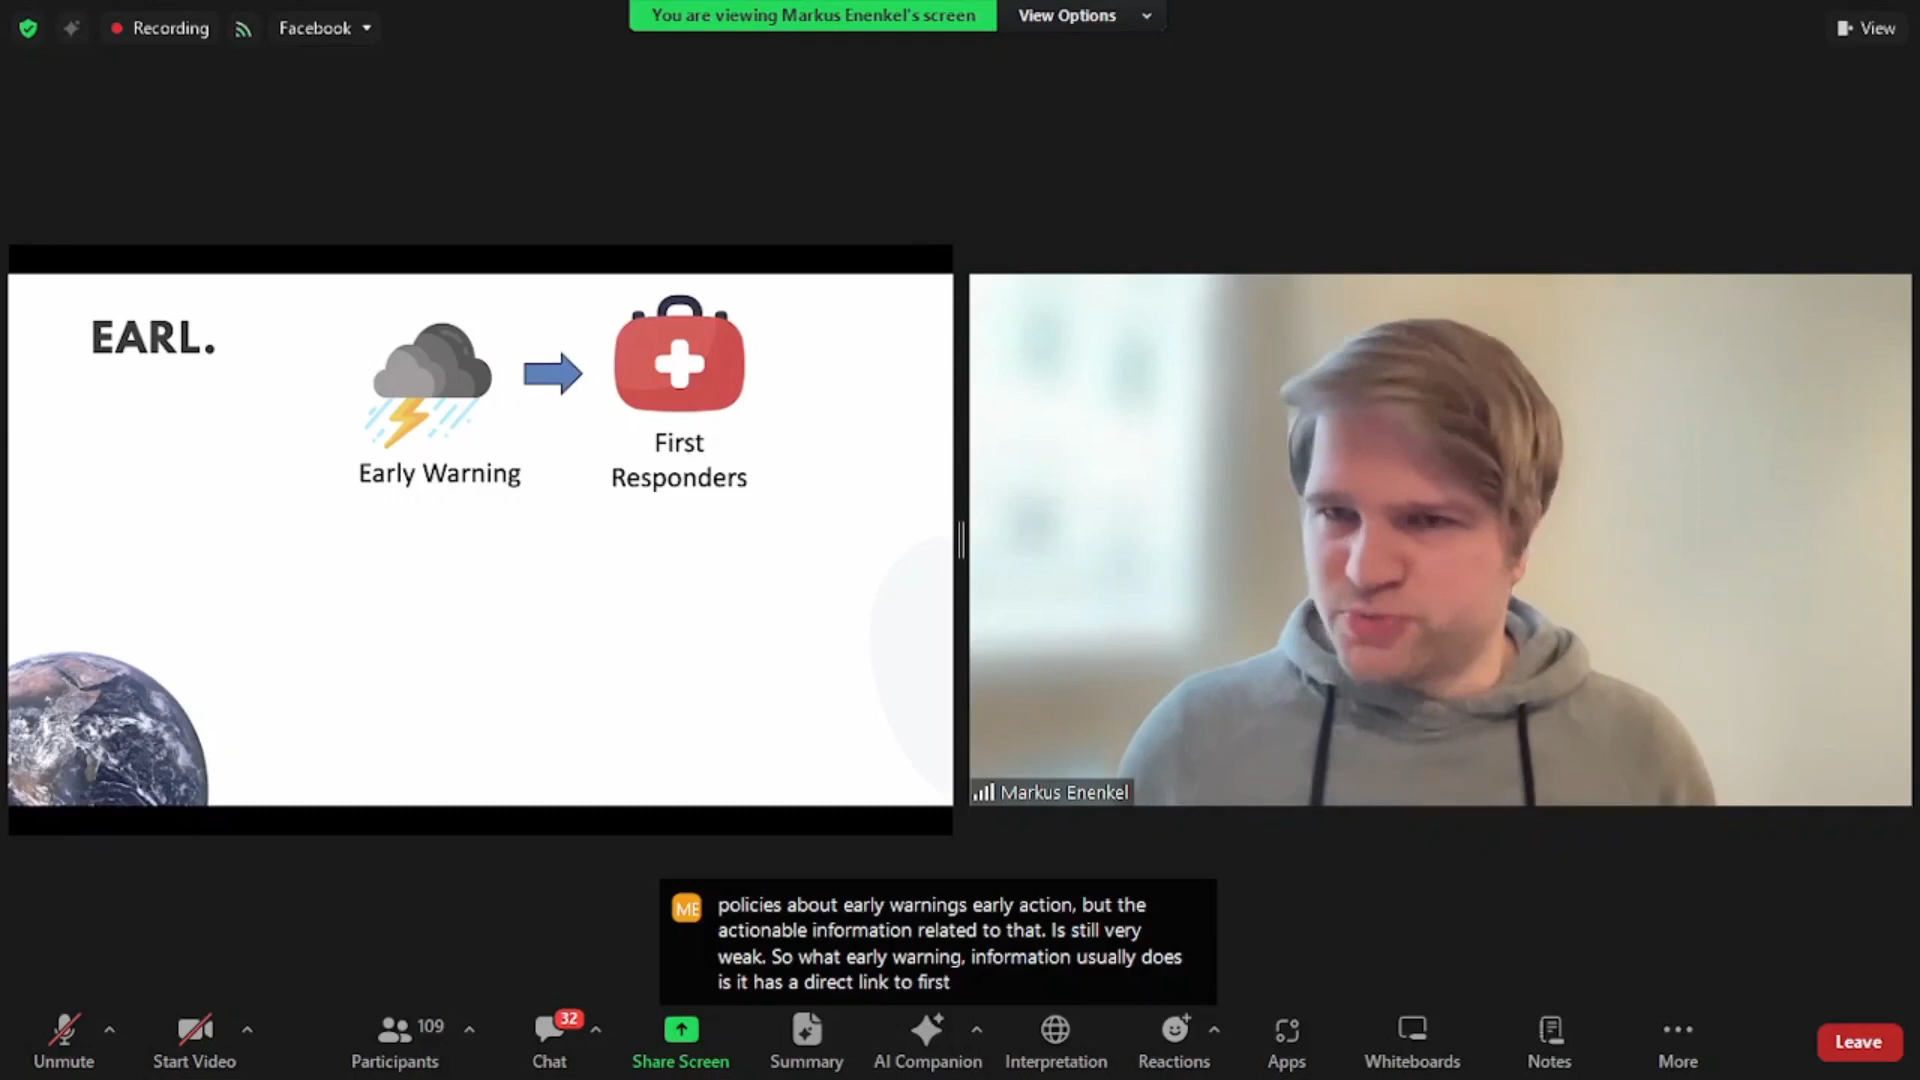 Recording
Facebook
You are viewing Markus Enenkel's screen
View Options
View
EARL.
Early Warning
First
Responders
Markus Enenkel
ME
policies about early warnings early action, but the
actionable information related to that. Is still very
weak. So what early warning, information usually does
is it has a direct link to first
Unmute
Start Video
109
Participants
32
Chat
Share Screen
Summary
AI Companion
Interpretation
Reactions
Apps
Whiteboards
Notes
More
Leave